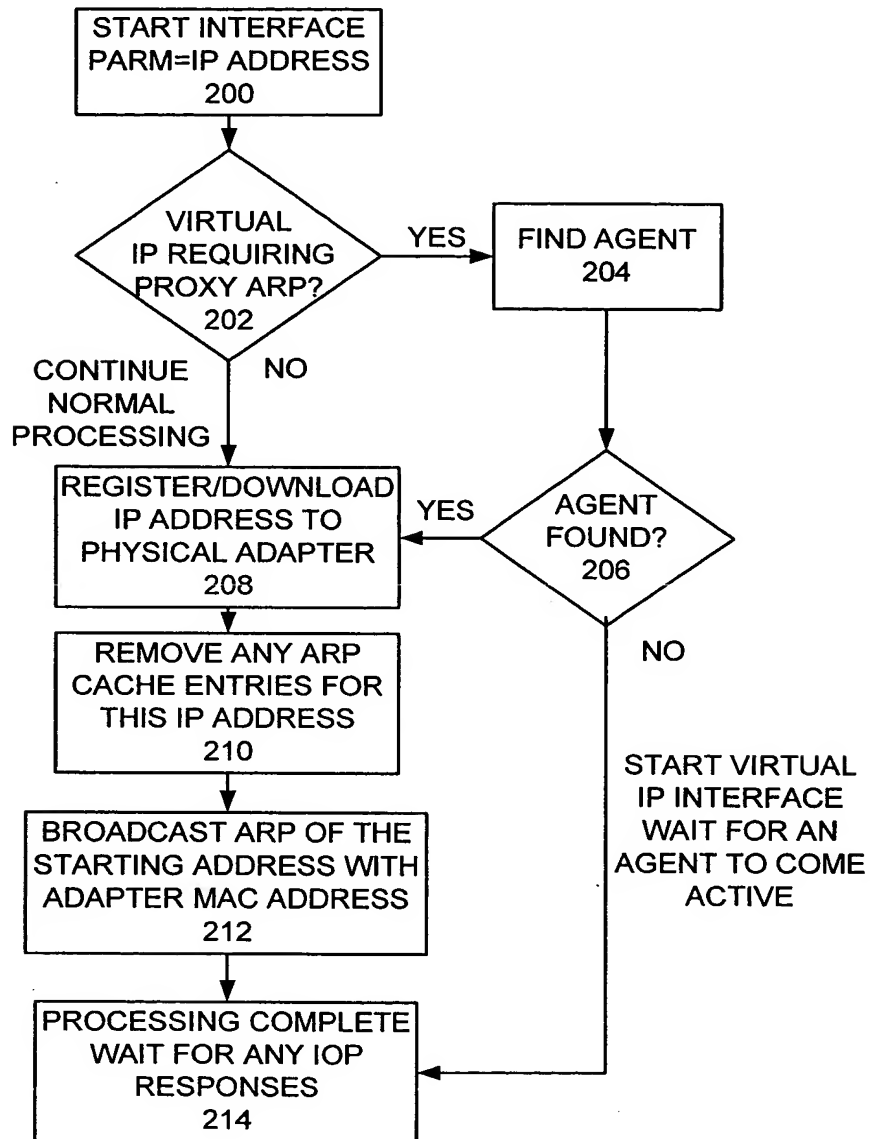 START INTERFACE
PARM=IP ADDRESS
200
VIRTUAL
IP REQUIRING
PROXY ARP?
202
YES
FIND AGENT
204
NO
CONTINUE
NORMAL
PROCESSING
REGISTER/DOWNLOAD
IP ADDRESS TO
PHYSICAL ADAPTER
208
YES
AGENT
FOUND?
206
NO
REMOVE ANY ARP
CACHE ENTRIES FOR
THIS IP ADDRESS
210
START VIRTUAL
IP INTERFACE
WAIT FOR AN
AGENT TO COME
ACTIVE
BROADCAST ARP OF THE
STARTING ADDRESS WITH
ADAPTER MAC ADDRESS
212
PROCESSING COMPLETE
WAIT FOR ANY IOP
RESPONSES
214